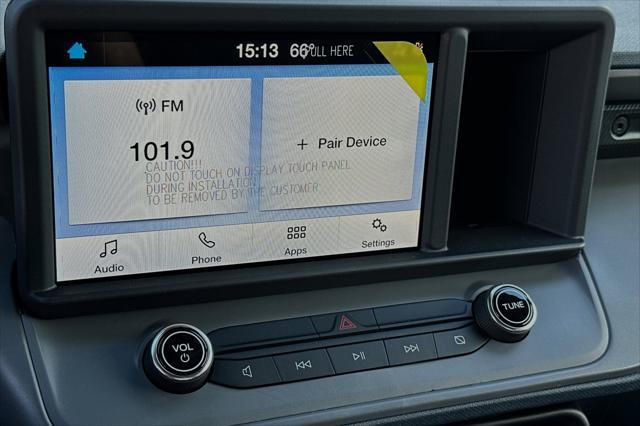 15:13 66°
PULL HERE
FM
101.9
+ Pair Device
CAUTION!!!
DO NOT TOUCH ON DISPLAY TOUCH PANEL
DURING INSTALLATION
TO BE REMOVED BY THE CUSTOMER
Audio
Phone
Apps
Settings
VOL
TUNE